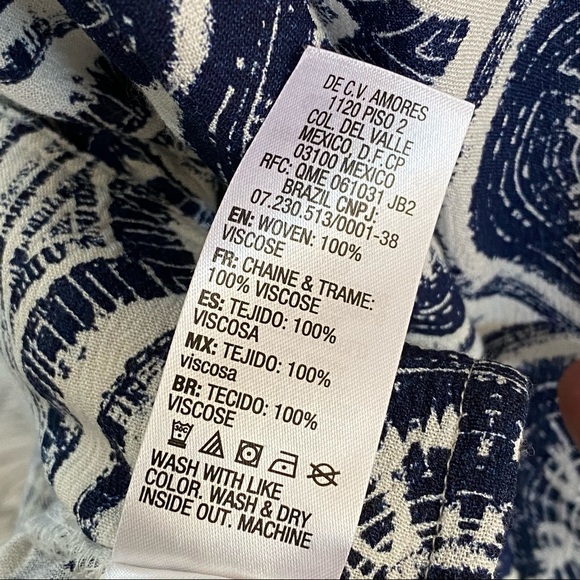 DE C.V. AMORES
1120 PISO 2
COL. DEL VALLE
MEXICO, D.F. CP
03100 MEXICO
RFC: QME 061031 JB2
BRAZIL CNPJ:
07.230.513/0001-38
EN: WOVEN: 100%
VISCOSE
FR: CHAINE & TRAME:
100% VISCOSE
ES: TEJIDO: 100%
VISCOSA
MX: TEJIDO: 100%
viscosa
BR: TECIDO: 100%
VISCOSE
WASH WITH LIKE
COLOR. WASH & DRY
INSIDE OUT. MACHINE